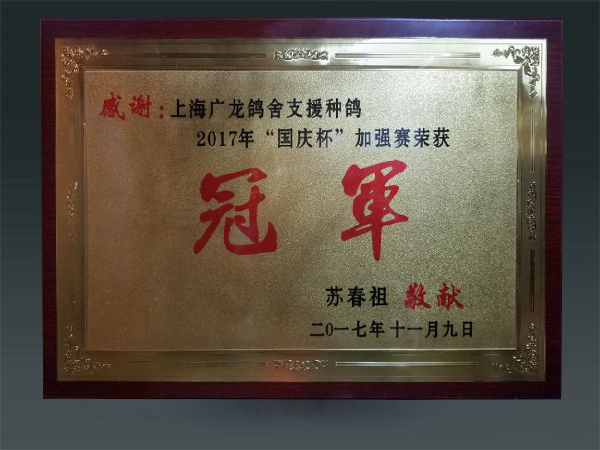 感谢：上海广龙鸽舍支援种鸽
2017年“国庆杯”加强赛荣获
冠軍
苏春祖 敬献
二0一七年十一月九日